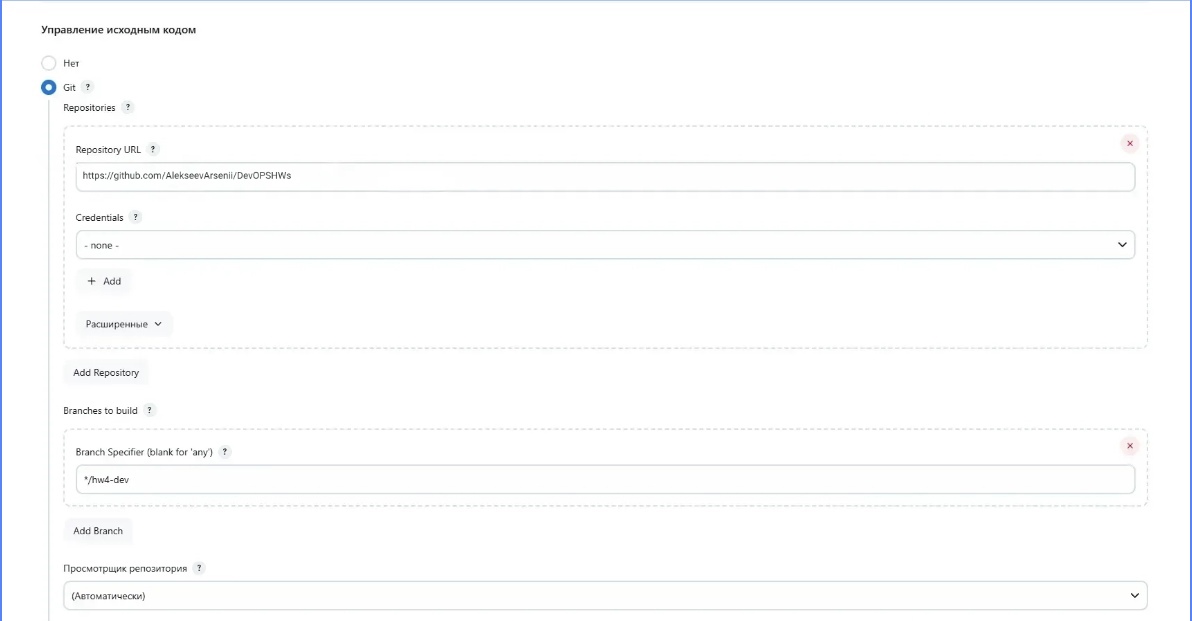 Управление исходным кодом
Нет
Git ?
Repositories ?
Repository URL ?
https://github.com/AlekseevArsenii/DevOPSHWs
Credentials ?
- none -
+ Add
Расширенные
Add Repository
Branches to build ?
Branch Specifier (blank for 'any') ?
*/hw4-dev
Add Branch
Просмотрщик репозитория ?
(Автоматически)